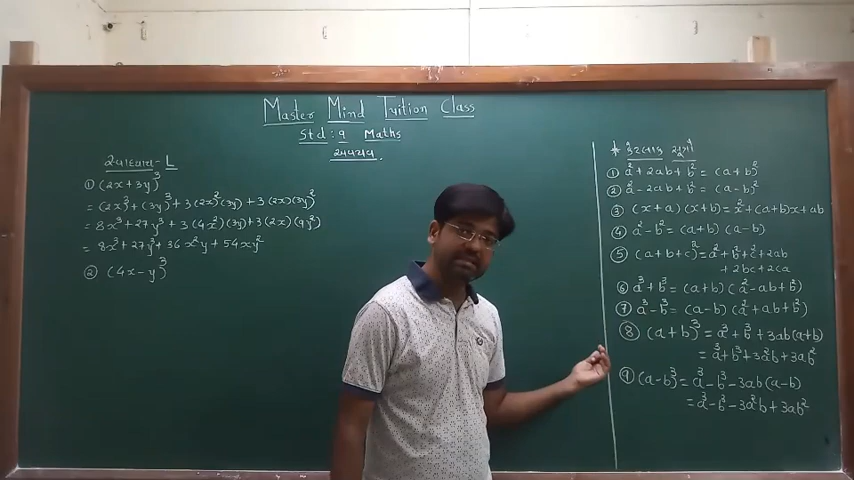 Master Mind Tuition Class
Std : 9 Maths
અવયવ.
સ્વાધ્યાય - L
① (2x+3y)³
= (2x)³ + (3y)³ + 3(2x)²(3y) + 3(2x)(3y)²
= 8x³ + 27y³ + 3(4x²)(3y) + 3(2x)(9y²)
= 8x³ + 27y³ + 36x²y + 54xy²
② (4x-y)³
* કેટલાક સૂત્રો
① a² + 2ab + b² = (a+b)²
② a² - 2ab + b² = (a-b)²
③ (x+a)(x+b) = x² + (a+b)x + ab
④ a² - b² = (a+b)(a-b)
⑤ (a+b+c)² = a² + b² + c² + 2ab
+ 2bc + 2ca
⑥ a³ + b³ = (a+b)(a² - ab + b²)
⑦ a³ - b³ = (a-b)(a² + ab + b²)
⑧ (a+b)³ = a³ + b³ + 3ab(a+b)
= a³ + b³ + 3a²b + 3ab²
⑨ (a-b)³ = a³ - b³ - 3ab(a-b)
= a³ - b³ - 3a²b + 3ab²